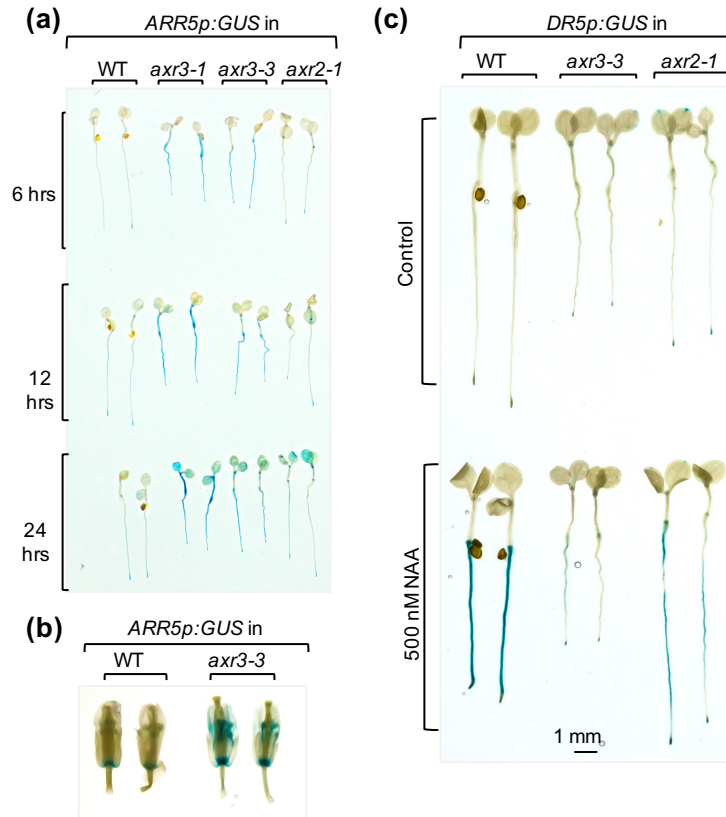 (a)
ARR5p:GUS in
WT axr3-1 axr3-3 axr2-1
6 hrs
12
hrs
24
hrs
(b)
ARR5p:GUS in
WT axr3-3
(c)
DR5p:GUS in
WT axr3-3 axr2-1
Control
500 nM NAA
1 mm